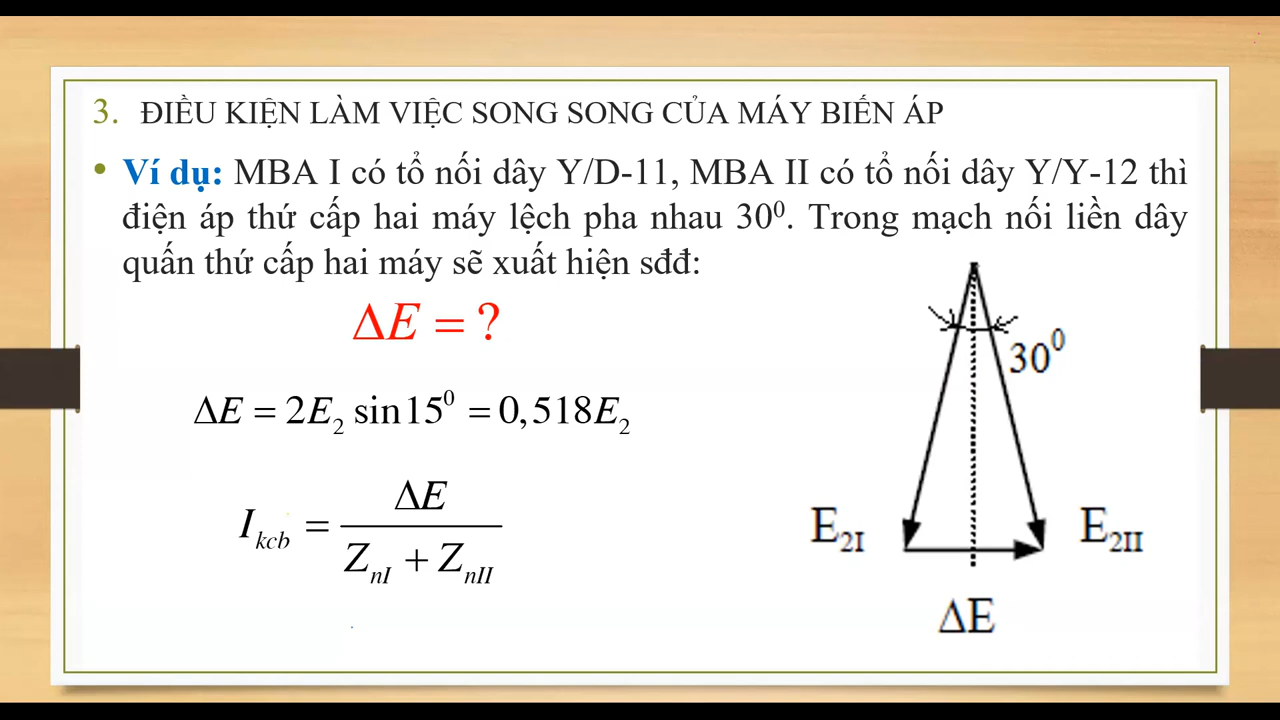 3. ĐIỀU KIỆN LÀM VIỆC SONG SONG CỦA MÁY BIẾN ÁP
• Ví dụ: MBA I có tổ nối dây Y/D-11, MBA II có tổ nối dây Y/Y-12 thì
điện áp thứ cấp hai máy lệch pha nhau 30⁰. Trong mạch nối liền dây
quấn thứ cấp hai máy sẽ xuất hiện sđđ:
ΔE = ?
ΔE = 2E₂ sin15⁰ = 0,518E₂
I_kcb = ΔE / (Z_nI + Z_nII)
30⁰
E₂I
E₂II
ΔE